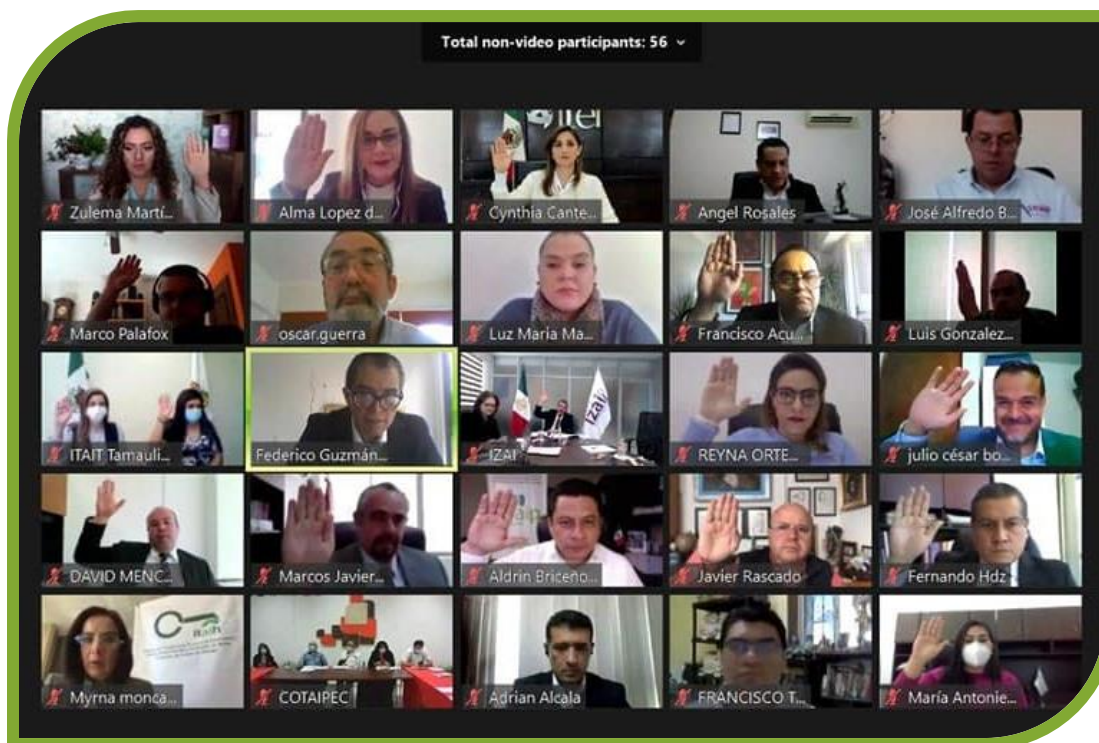 Total non-video participants: 56
Zulema Martí...
Alma Lopez d...
Cynthia Cante...
Angel Rosales
José Alfredo B...
Marco Palafox
oscar.guerra
Luz Maria Ma...
Francisco Acu...
Luis Gonzalez...
ITAIT Tamauli...
Federico Guzmán...
IZAI
izai
REYNA ORTE...
julio césar bo...
DAVID MENC...
Marcos Javier...
Aldrin Briceño...
Javier Rascado
Fernando Hdz
Myrna monca...
COTAIPEC
Adrian Alcala
FRANCISCO T...
María Antonie...